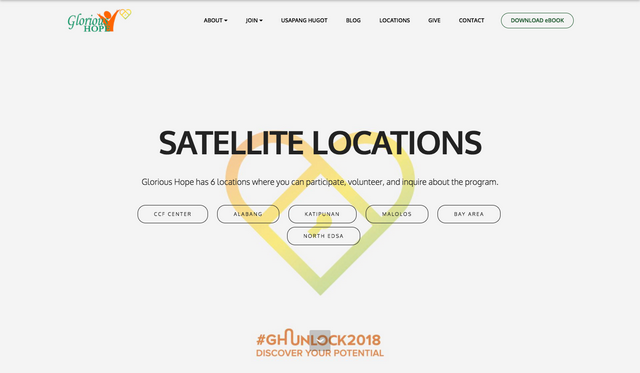 Glorious
HOPE
ABOUT
JOIN
USAPANG HUGOT
BLOG
LOCATIONS
GIVE
CONTACT
DOWNLOAD eBOOK
SATELLITE LOCATIONS
Glorious Hope has 6 locations where you can participate, volunteer, and inquire about the program.
CCF CENTER
ALABANG
KATIPUNAN
MALOLOS
BAY AREA
NORTH EDSA
#GHUNLOCK2018
DISCOVER YOUR POTENTIAL